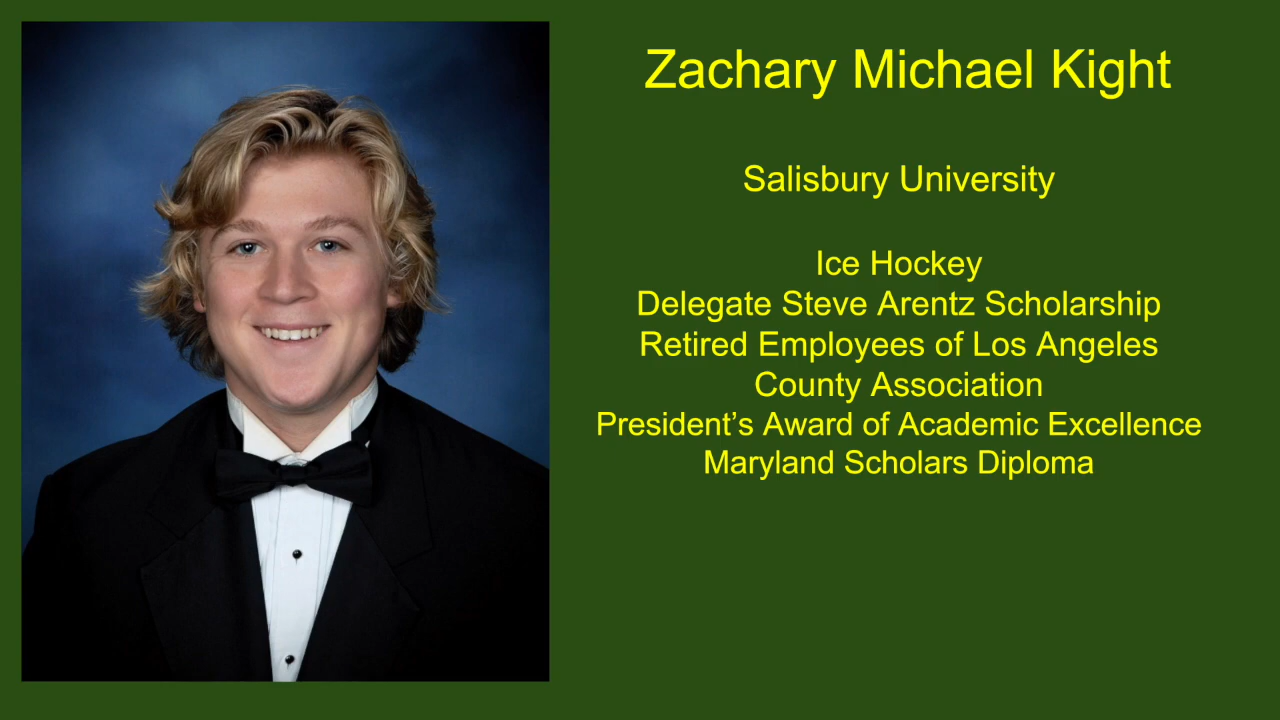 Zachary Michael Kight
Salisbury University
Ice Hockey
Delegate Steve Arentz Scholarship
Retired Employees of Los Angeles
County Association
President’s Award of Academic Excellence
Maryland Scholars Diploma